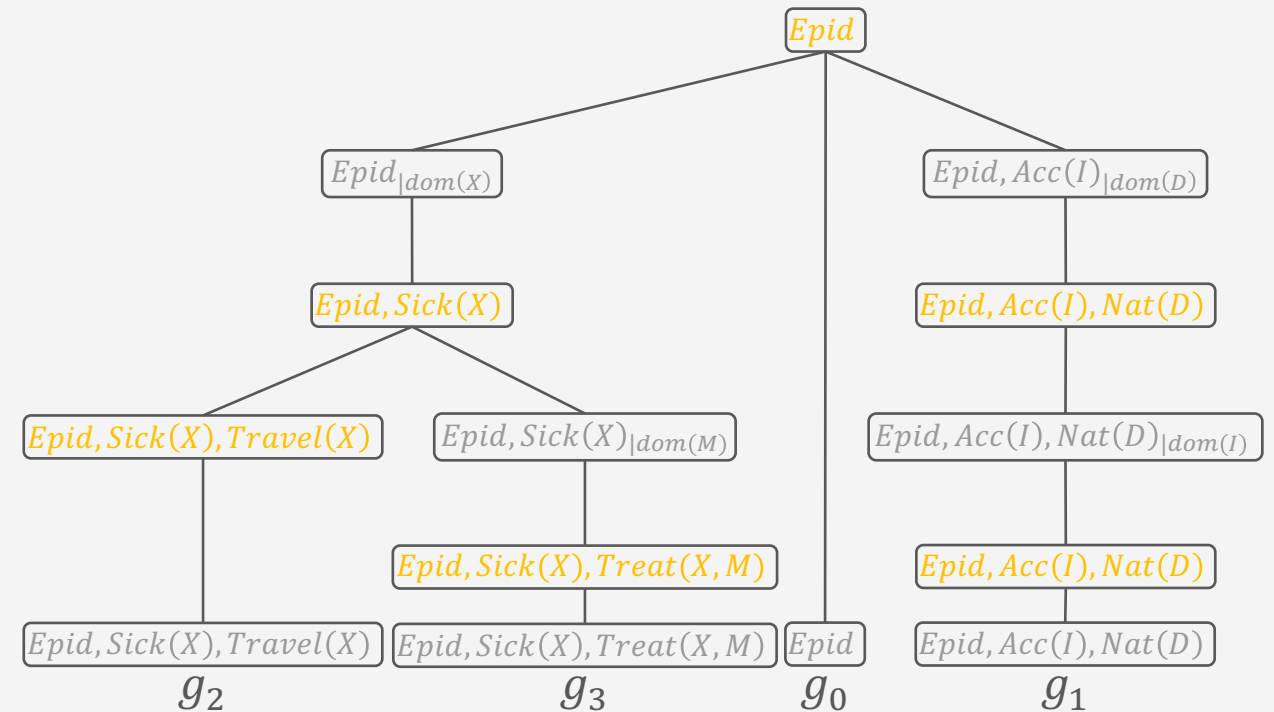 Epid
Epid|dom(X)
Epid, Acc(I)|dom(D)
Epid, Sick(X)
Epid, Acc(I), Nat(D)
Epid, Sick(X), Travel(X)
Epid, Sick(X)|dom(M)
Epid, Acc(I), Nat(D)|dom(I)
Epid, Sick(X), Treat(X, M)
Epid, Acc(I), Nat(D)
Epid, Sick(X), Travel(X)
Epid, Sick(X), Treat(X, M)
Epid
Epid, Acc(I), Nat(D)
g₂
g₃
g₀
g₁